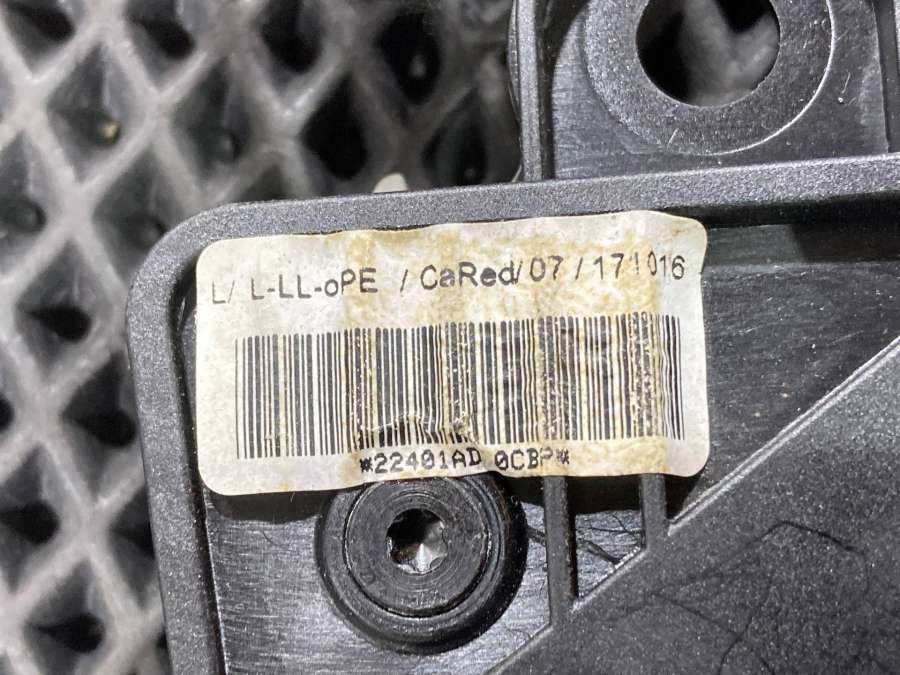 L/ L-LL-oPE / CaRed/ 07 / 171016
*22401AD 0CBP*